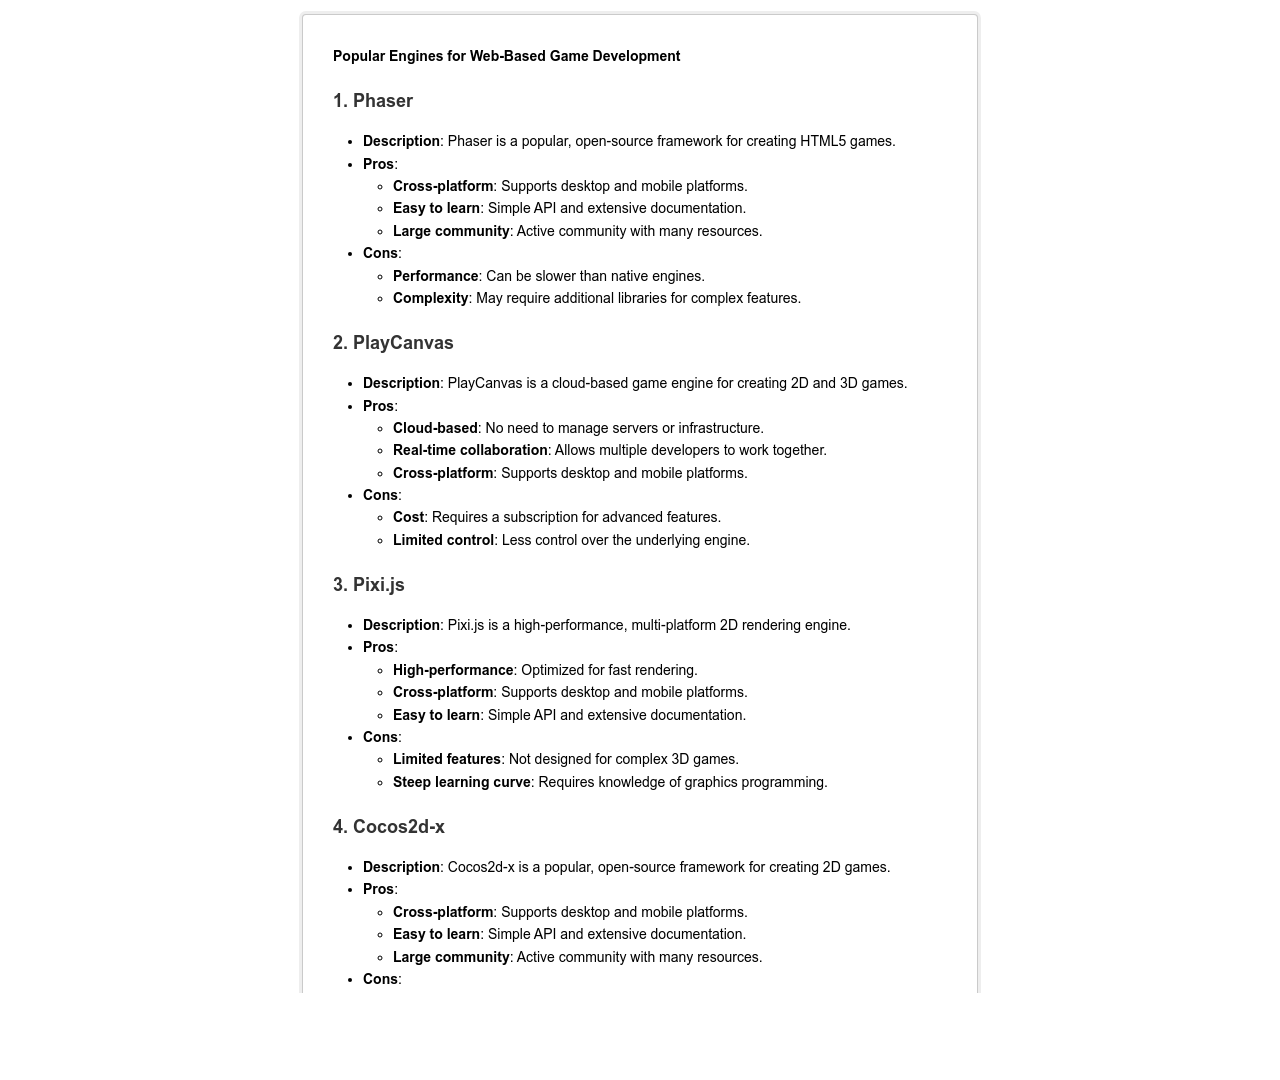 Popular Engines for Web-Based Game Development
1. Phaser
• Description: Phaser is a popular, open-source framework for creating HTML5 games.
• Pros:
◦ Cross-platform: Supports desktop and mobile platforms.
◦ Easy to learn: Simple API and extensive documentation.
◦ Large community: Active community with many resources.
• Cons:
◦ Performance: Can be slower than native engines.
◦ Complexity: May require additional libraries for complex features.
2. PlayCanvas
• Description: PlayCanvas is a cloud-based game engine for creating 2D and 3D games.
• Pros:
◦ Cloud-based: No need to manage servers or infrastructure.
◦ Real-time collaboration: Allows multiple developers to work together.
◦ Cross-platform: Supports desktop and mobile platforms.
• Cons:
◦ Cost: Requires a subscription for advanced features.
◦ Limited control: Less control over the underlying engine.
3. Pixi.js
• Description: Pixi.js is a high-performance, multi-platform 2D rendering engine.
• Pros:
◦ High-performance: Optimized for fast rendering.
◦ Cross-platform: Supports desktop and mobile platforms.
◦ Easy to learn: Simple API and extensive documentation.
• Cons:
◦ Limited features: Not designed for complex 3D games.
◦ Steep learning curve: Requires knowledge of graphics programming.
4. Cocos2d-x
• Description: Cocos2d-x is a popular, open-source framework for creating 2D games.
• Pros:
◦ Cross-platform: Supports desktop and mobile platforms.
◦ Easy to learn: Simple API and extensive documentation.
◦ Large community: Active community with many resources.
• Cons: